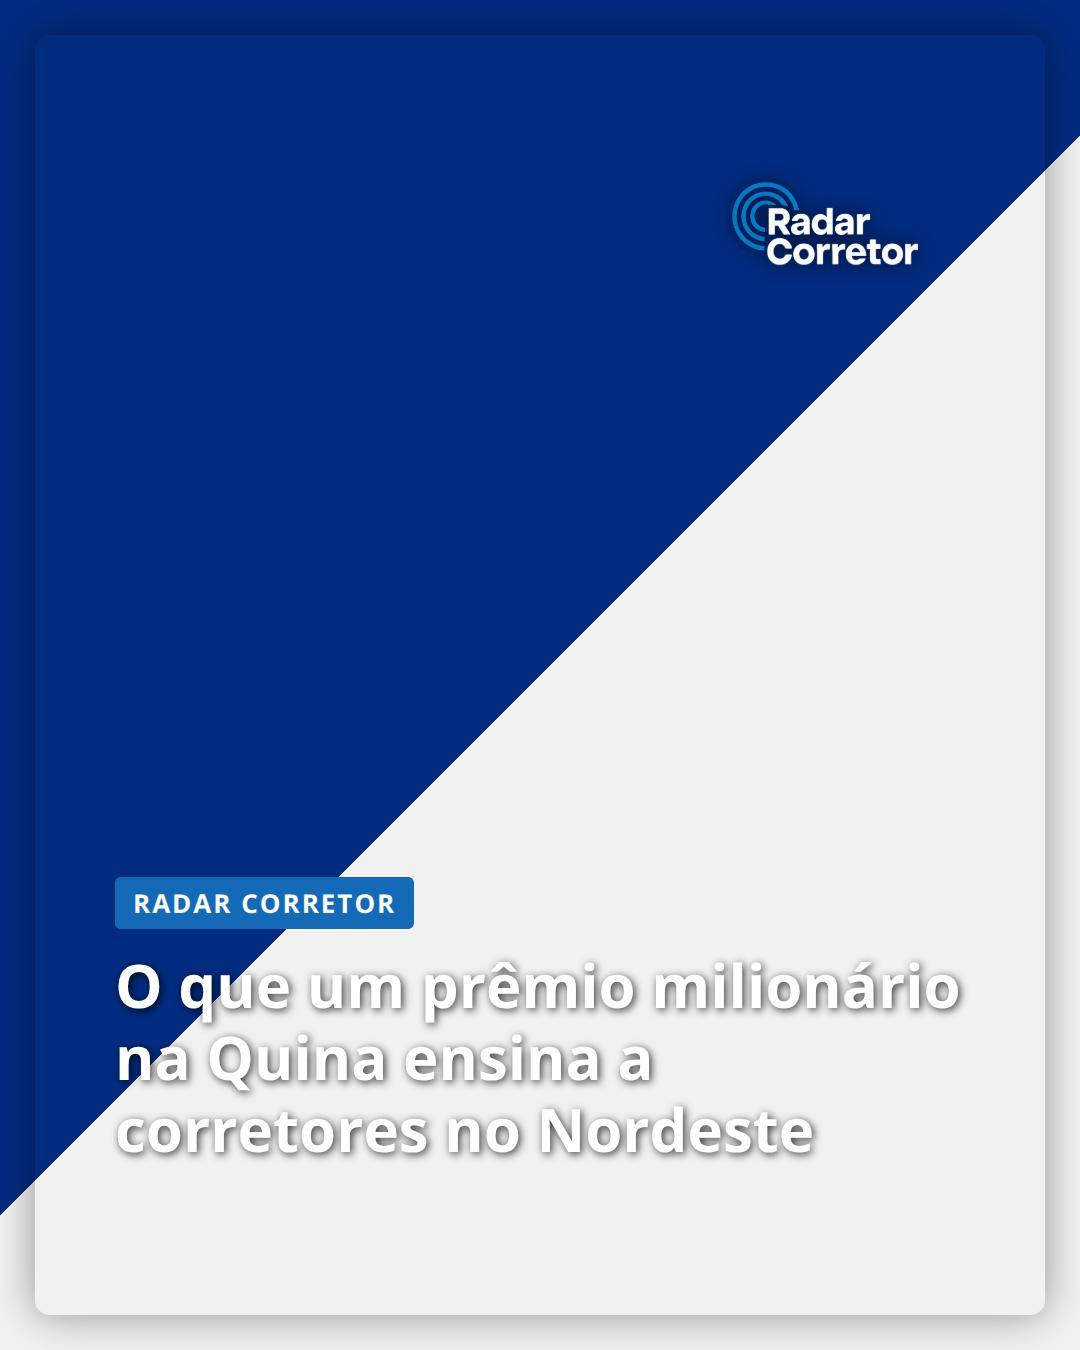 Radar
Corretor
RADAR CORRETOR
O que um prêmio milionário
na Quina ensina a
corretores no Nordeste